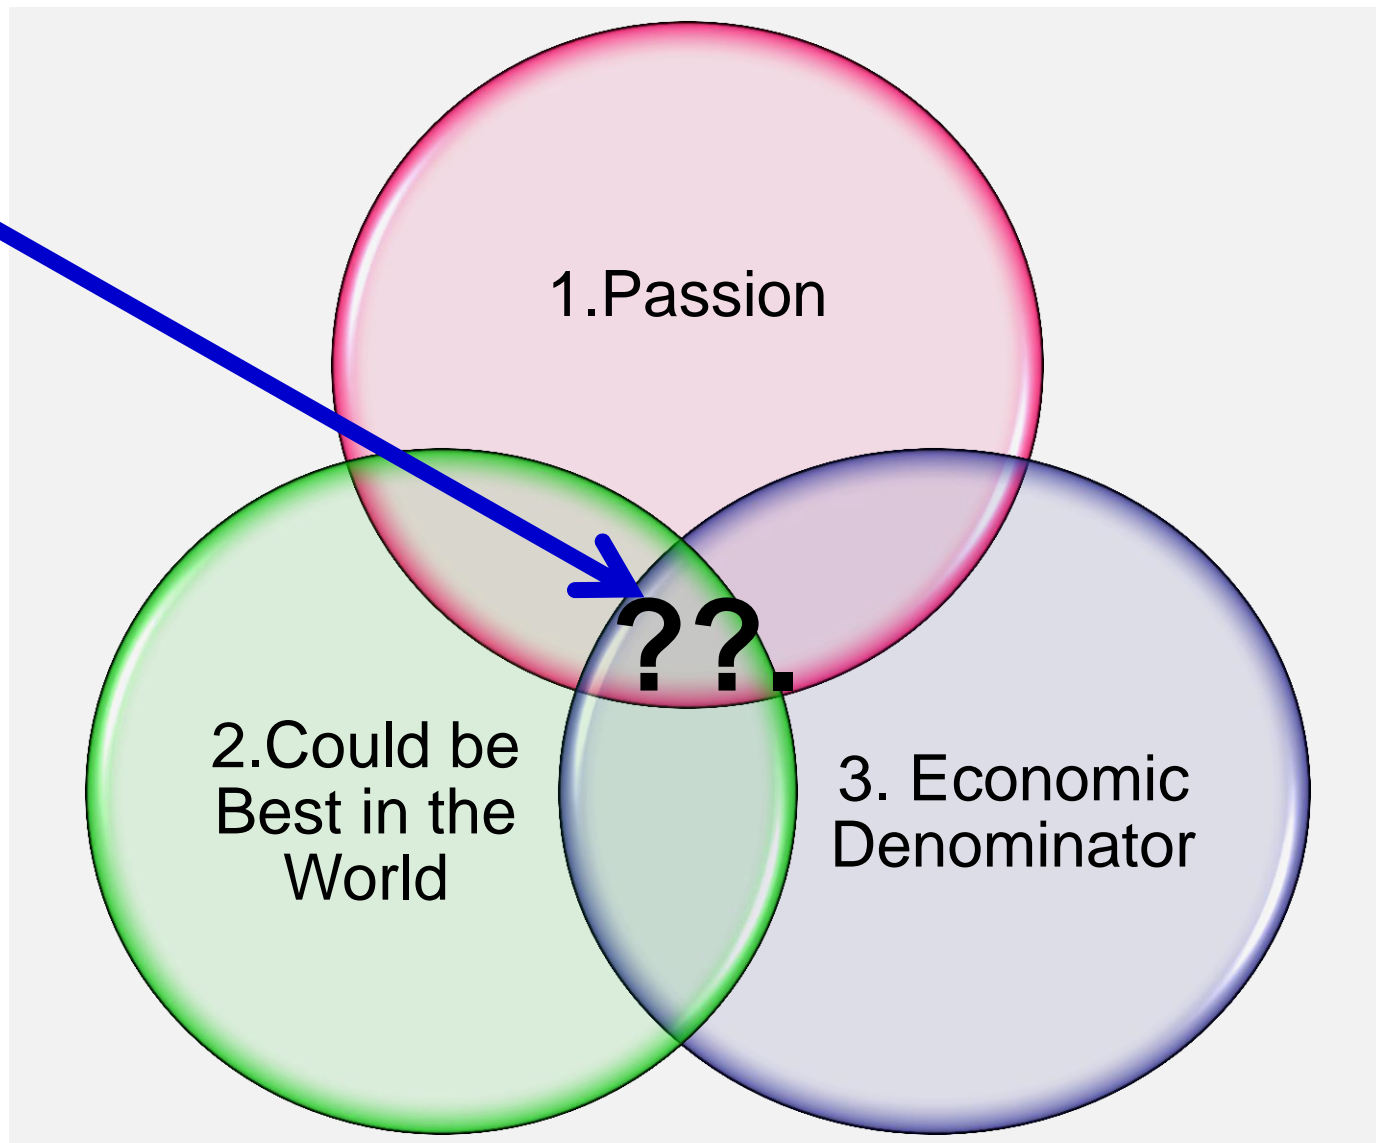 1.Passion
??.
2.Could be
Best in the
World
3. Economic
Denominator